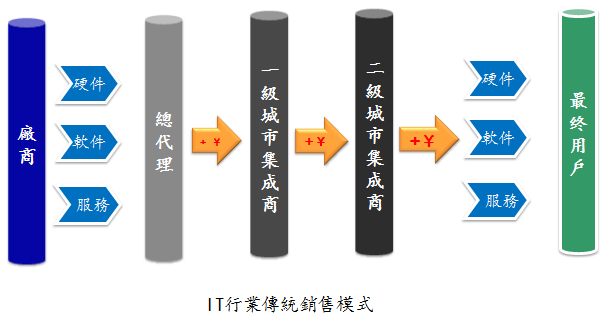 廠商
硬件
軟件
服務
總代理
+ ¥
一級城市集成商
+¥
二級城市集成商
+¥
硬件
軟件
服務
最终用戶
IT行業傳統銷售模式